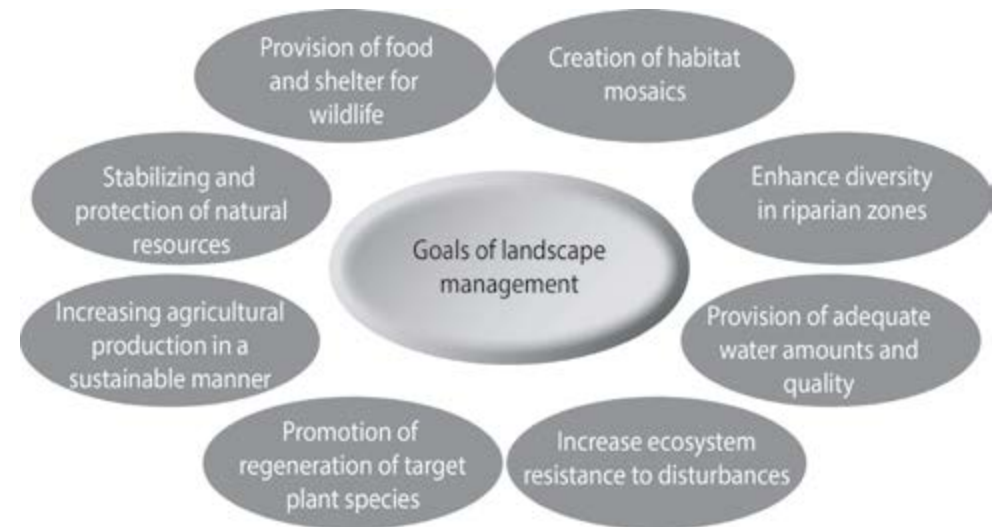 Provision of food
and shelter for
wildlife
Creation of habitat
mosaics
Stabilizing and
protection of natural
resources
Enhance diversity
in riparian zones
Goals of landscape
management
Increasing agricultural
production in a
sustainable manner
Provision of adequate
water amounts and
quality
Promotion of
regeneration of target
plant species
Increase ecosystem
resistance to disturbances